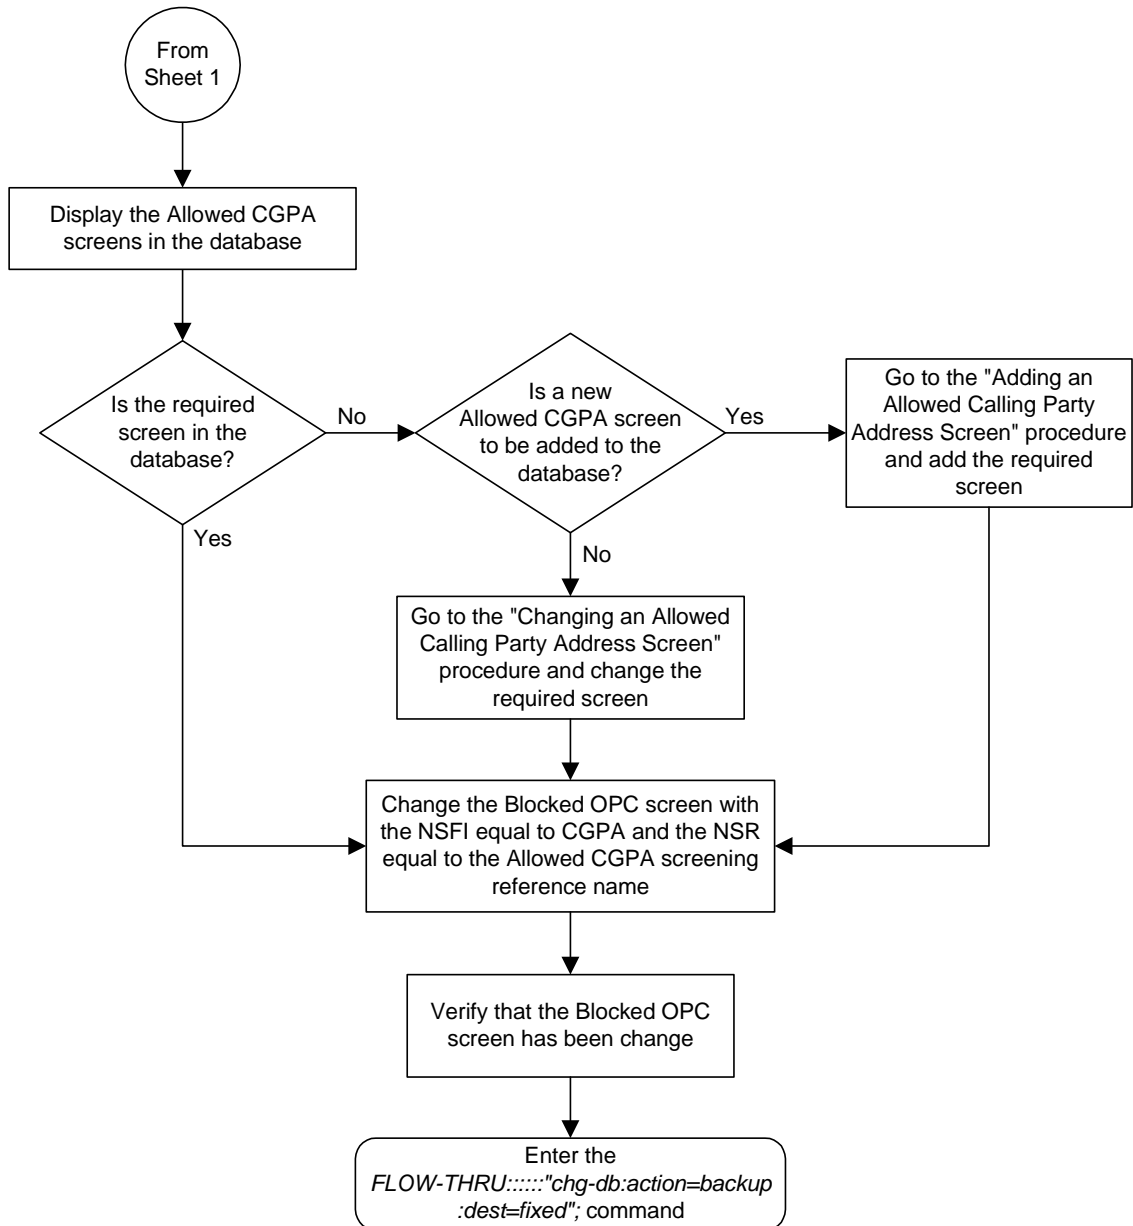 From
Sheet 1
Display the Allowed CGPA
screens in the database
Is the required
screen in the
database?
No
Yes
Is a new
Allowed CGPA screen
to be added to the
database?
Yes
No
Go to the "Adding an
Allowed Calling Party
Address Screen" procedure
and add the required
screen
Go to the "Changing an Allowed
Calling Party Address Screen"
procedure and change the
required screen
Change the Blocked OPC screen with
the NSFI equal to CGPA and the NSR
equal to the Allowed CGPA screening
reference name
Verify that the Blocked OPC
screen has been change
Enter the
FLOW-THRU::::::"chg-db:action=backup
:dest=fixed"; command